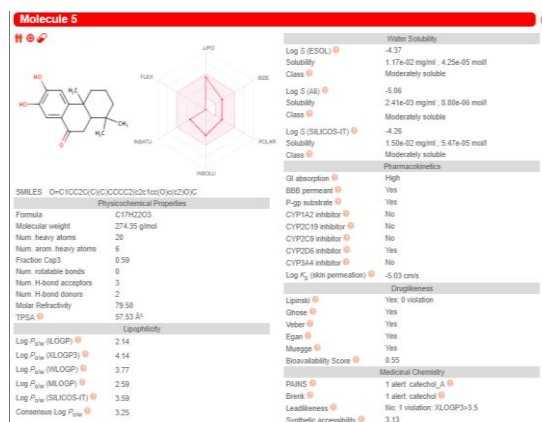 Molecule 5
LIPO
SIZE
POLAR
INSOLU
INSATU
FLEX
HO
HO
H₃C
H₃C
CH₃
O
SMILES O=C1CC2C(C)(C)CCCC2(c2c1cc(O)c(c2)O)C
Physicochemical Properties
Formula C17H22O3
Molecular weight 274.35 g/mol
Num. heavy atoms 20
Num. arom. heavy atoms 6
Fraction Csp3 0.59
Num. rotatable bonds 0
Num. H-bond acceptors 3
Num. H-bond donors 2
Molar Refractivity 79.50
TPSA 57.53 Å²
Lipophilicity
Log Po/w (iLOGP) 2.14
Log Po/w (XLOGP3) 4.14
Log Po/w (WLOGP) 3.77
Log Po/w (MLOGP) 2.59
Log Po/w (SILICOS-IT) 3.59
Consensus Log Po/w 3.25
Water Solubility
Log S (ESOL) -4.37
Solubility 1.17e-02 mg/ml ; 4.25e-05 mol/l
Class Moderately soluble
Log S (Ali) -5.06
Solubility 2.41e-03 mg/ml ; 8.80e-06 mol/l
Class Moderately soluble
Log S (SILICOS-IT) -4.26
Solubility 1.50e-02 mg/ml ; 5.47e-05 mol/l
Class Moderately soluble
Pharmacokinetics
GI absorption High
BBB permeant Yes
P-gp substrate Yes
CYP1A2 inhibitor No
CYP2C19 inhibitor No
CYP2C9 inhibitor No
CYP2D6 inhibitor Yes
CYP3A4 inhibitor No
Log Kp (skin permeation) -5.03 cm/s
Druglikeness
Lipinski Yes; 0 violation
Ghose Yes
Veber Yes
Egan Yes
Muegge Yes
Bioavailability Score 0.55
Medicinal Chemistry
PAINS 1 alert: catechol_A
Brenk 1 alert: catechol
Leadlikeness No; 1 violation: XLOGP3>3.5
Synthetic accessibility 3.13